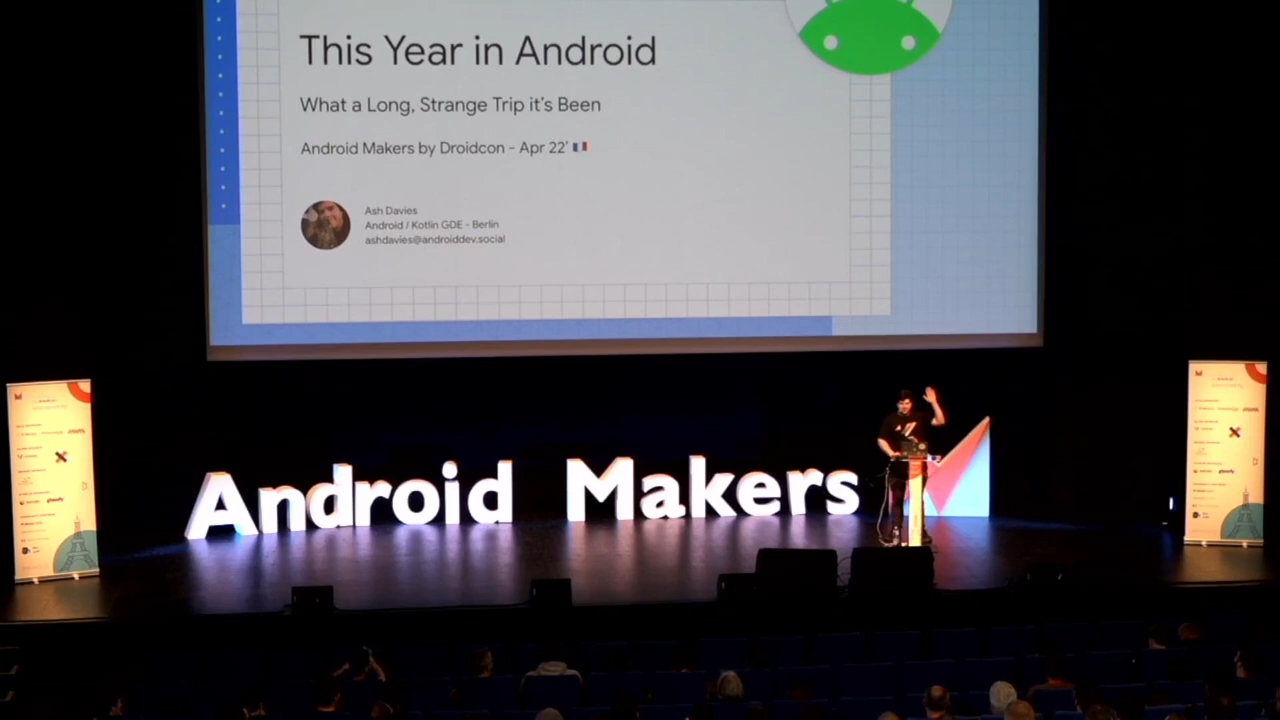 This Year in Android
What a Long, Strange Trip it's Been
Android Makers by Droidcon - Apr 22'
Ash Davies
Android / Kotlin GDE - Berlin
ashdavies@androiddev.social
Android Makers